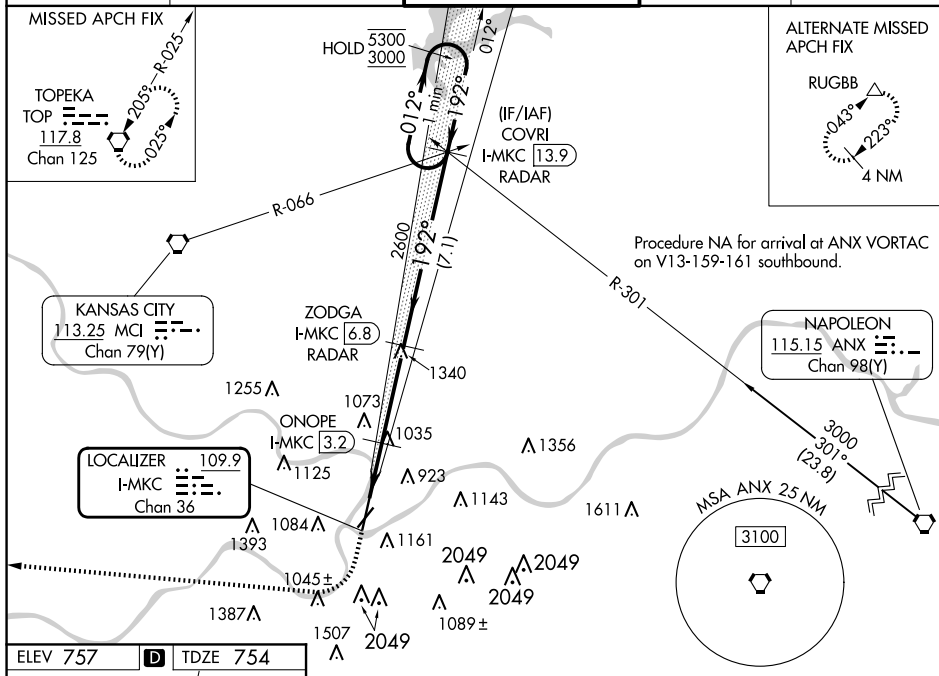 MISSED APCH FIX
R-025
205°
025°
TOPEKA
TOP
117.8
Chan 125
HOLD 5300
3000
012°
1 min
192°
012°
(IF/IAF)
COVRI
I-MKC 13.9
RADAR
ALTERNATE MISSED
APCH FIX
RUGBB
043°
223°
4 NM
R-066
2600
192°
(7.1)
Procedure NA for arrival at ANX VORTAC
on V13-159-161 southbound.
R-301
KANSAS CITY
113.25 MCI
Chan 79(Y)
ZODGA
I-MKC 6.8
RADAR
1340
NAPOLEON
115.15 ANX
Chan 98(Y)
3000
301°
(23.8)
1255
1073
ONOPE
I-MKC 3.2
1035
1356
1125
923
LOCALIZER 109.9
I-MKC
Chan 36
1143
1611
1084
1393
1161
MSA ANX 25 NM
3100
2049
2049
2049
1045±
1387
1089±
1507
2049
ELEV 757 D TDZE 754